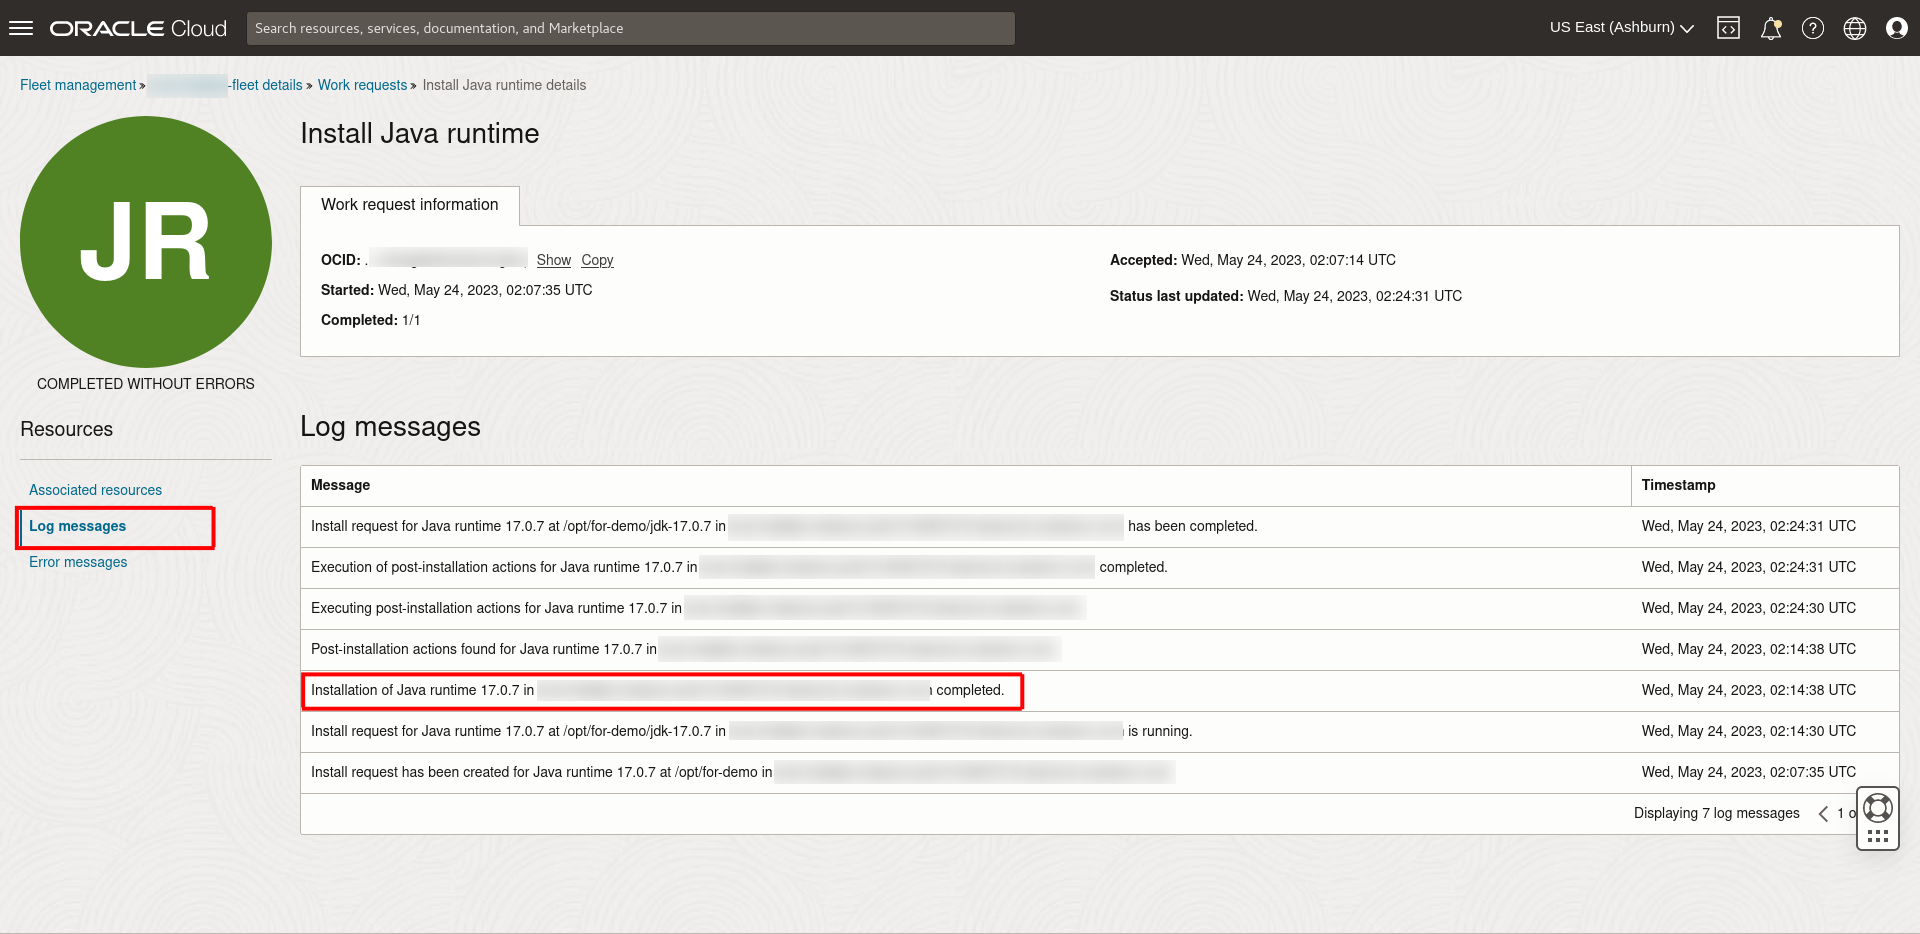 ORACLE Cloud
Search resources, services, documentation, and Marketplace
US East (Ashburn)
Fleet management » -fleet details » Work requests » Install Java runtime details
JR
COMPLETED WITHOUT ERRORS
Install Java runtime
Work request information
OCID: . Show Copy
Started: Wed, May 24, 2023, 02:07:35 UTC
Completed: 1/1
Accepted: Wed, May 24, 2023, 02:07:14 UTC
Status last updated: Wed, May 24, 2023, 02:24:31 UTC
Resources
Associated resources
Log messages
Error messages
Log messages
Message Timestamp
Install request for Java runtime 17.0.7 at /opt/for-demo/jdk-17.0.7 in has been completed. Wed, May 24, 2023, 02:24:31 UTC
Execution of post-installation actions for Java runtime 17.0.7 in completed. Wed, May 24, 2023, 02:24:31 UTC
Executing post-installation actions for Java runtime 17.0.7 in Wed, May 24, 2023, 02:24:30 UTC
Post-installation actions found for Java runtime 17.0.7 in Wed, May 24, 2023, 02:14:38 UTC
Installation of Java runtime 17.0.7 in completed. Wed, May 24, 2023, 02:14:38 UTC
Install request for Java runtime 17.0.7 at /opt/for-demo/jdk-17.0.7 in is running. Wed, May 24, 2023, 02:14:30 UTC
Install request has been created for Java runtime 17.0.7 at /opt/for-demo in Wed, May 24, 2023, 02:07:35 UTC
Displaying 7 log messages < 1 o